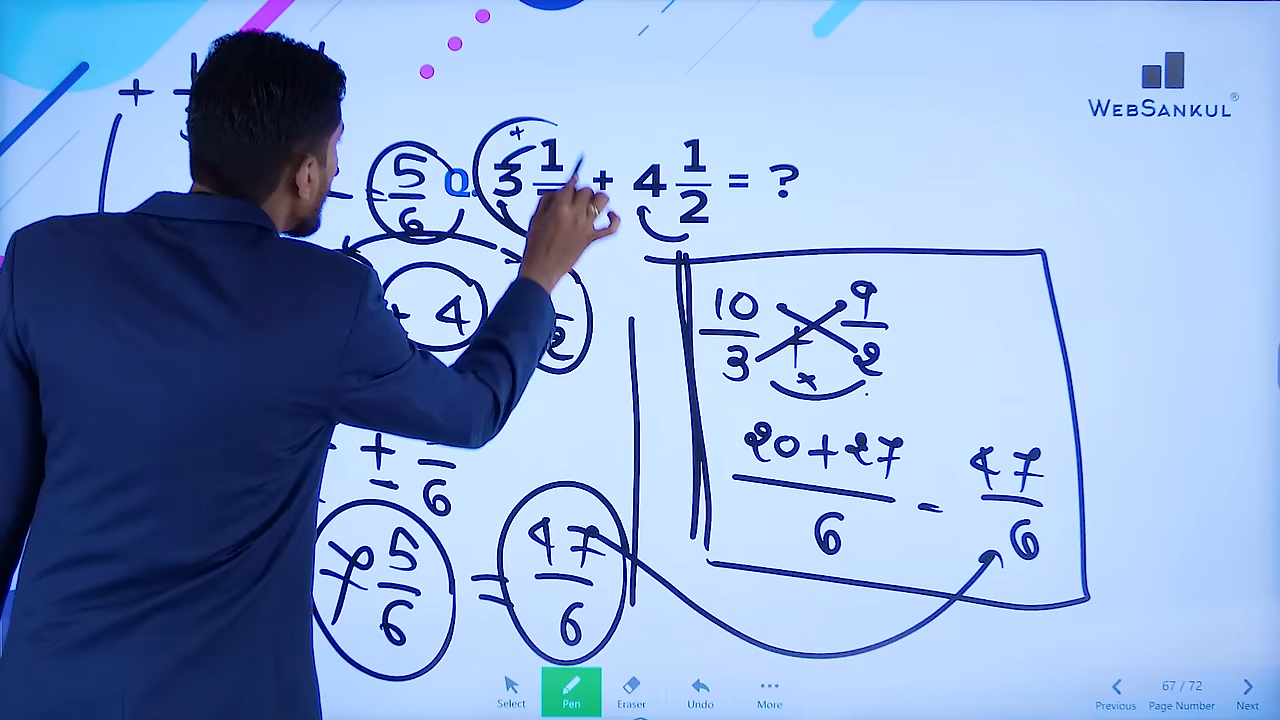 WEBSANKUL®
+
= 5/6
Q. 3 1/ + 4 1/2 = ?
+
4
2
10/3 + 9/2
×
+ /6
20+27/6 = 47/6
7 5/6 = 47/6
Select Pen Eraser Undo More
Previous 67 / 72 Page Number Next